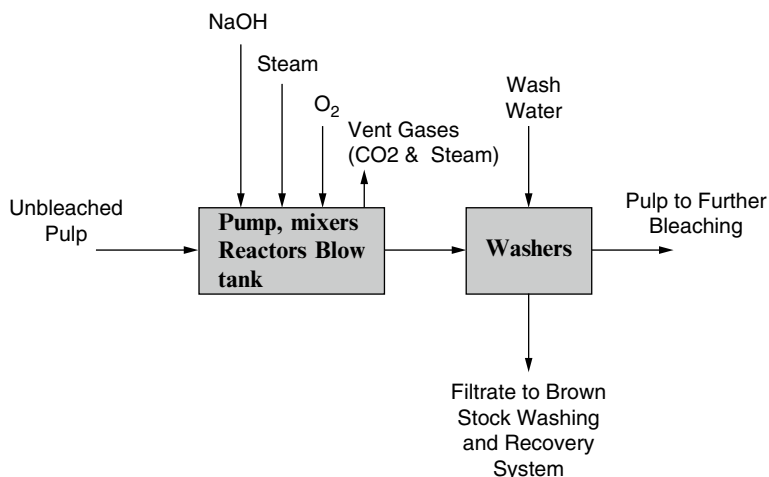 NaOH
Steam
O2
Vent Gases
(CO2 & Steam)
Wash
Water
Unbleached
Pulp
Pump, mixers
Reactors Blow
tank
Washers
Pulp to Further
Bleaching
Filtrate to Brown
Stock Washing
and Recovery
System